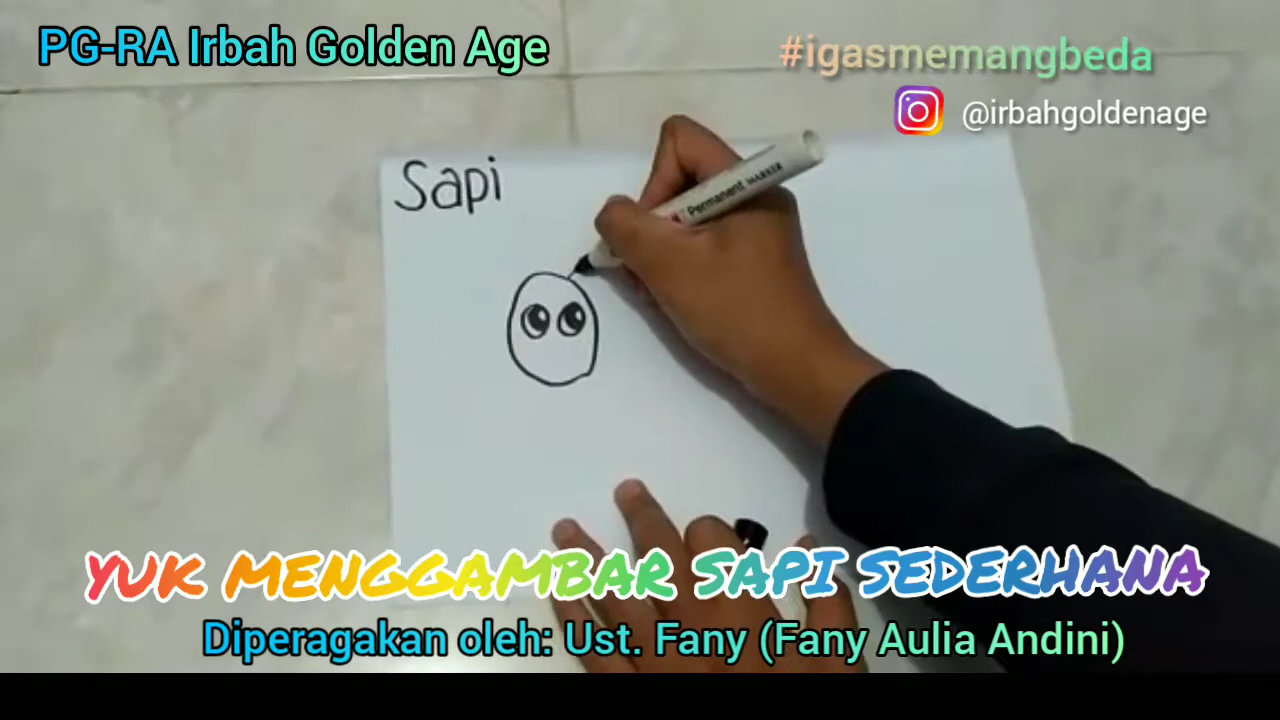 PG-RA Irbah Golden Age
#igasmemangbeda
@irbahgoldenage
Sapi
Permanent MARKER
YUK MENGGAMBAR SAPI SEDERHANA
Diperagakan oleh: Ust. Fany (Fany Aulia Andini)